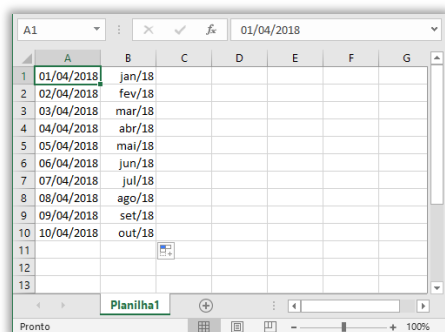 A1 fx 01/04/2018
A B C D E F G
1 01/04/2018 jan/18
2 02/04/2018 fev/18
3 03/04/2018 mar/18
4 04/04/2018 abr/18
5 05/04/2018 mai/18
6 06/04/2018 jun/18
7 07/04/2018 jul/18
8 08/04/2018 ago/18
9 09/04/2018 set/18
10 10/04/2018 out/18
11
12
13
Planilha1
Pronto 100%